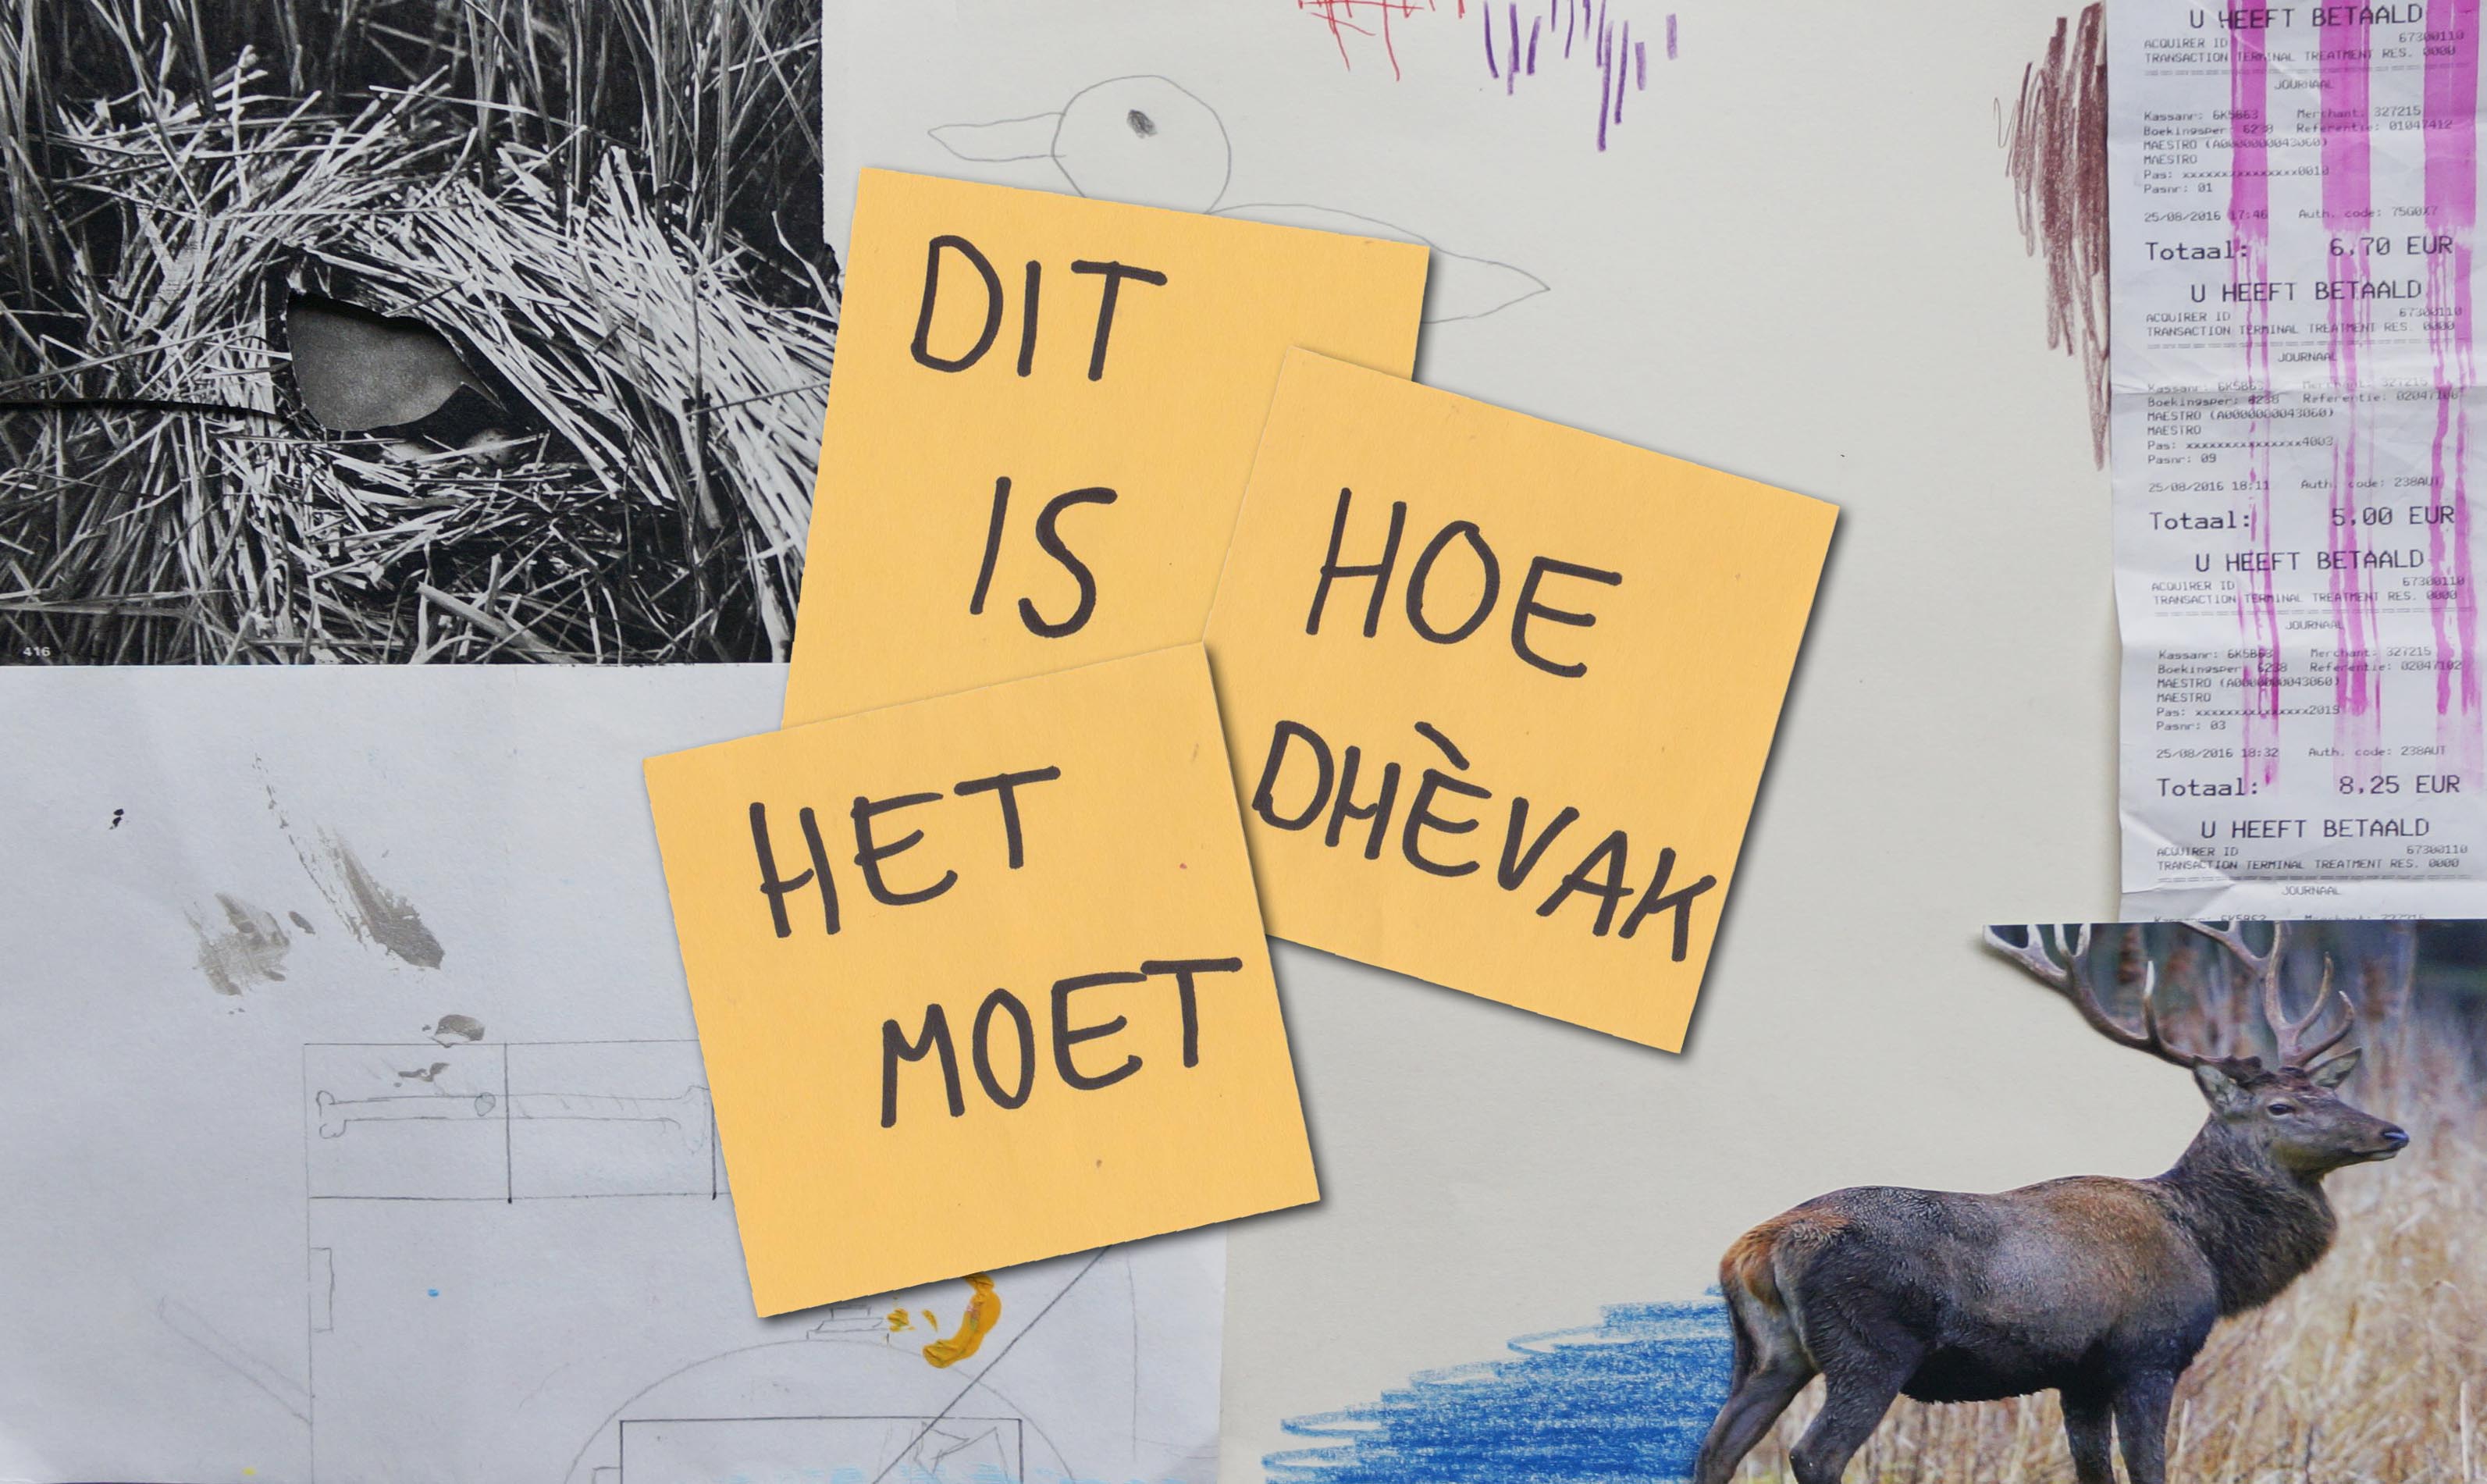 DIT
IS
HOE
DHÈVAK
HET
MOET
416
U HEEFT BETAALD
ACQUIRER ID 67300110
TRANSACTION TERMINAL TREATMENT RES. 0000
JOURNAAL
Kassanr: 6K5863 Merchant: 327215
Boekingsper: 6238 Referentie: 01047412
MAESTRO (A0000000043060)
MAESTRO
Pas: xxxxxxxxxxxxxxx001d
Pasnr: 01
25/08/2016 17:46 Auth. code: 75G0X7
Totaal: 6,70 EUR
U HEEFT BETAALD
ACQUIRER ID 67300110
TRANSACTION TERMINAL TREATMENT RES. 0000
JOURNAAL
Kassanr: 6K5863 Merchant: 327215
Boekingsper: 6238 Referentie:
MAESTRO (A0000000043060)
MAESTRO
Pas: xxxxxxxxxxxxxxx4003
Pasnr: 09
25/08/2016 18:11 Auth. code: 238AUT
Totaal: 5,00 EUR
U HEEFT BETAALD
ACQUIRER ID 67300110
TRANSACTION TERMINAL TREATMENT RES. 0000
JOURNAAL
Kassanr: 6K5863 Merchant: 327215
Boekingsper: 6238 Referentie: 02047102
MAESTRO (A0000000043060)
MAESTRO
Pas: xxxxxxxxxxxxxxx2019
Pasnr: 03
25/08/2016 18:32 Auth. code: 238AUT
Totaal: 8,25 EUR
U HEEFT BETAALD
ACQUIRER ID 67300110
TRANSACTION TERMINAL TREATMENT RES. 0000
JOURNAAL